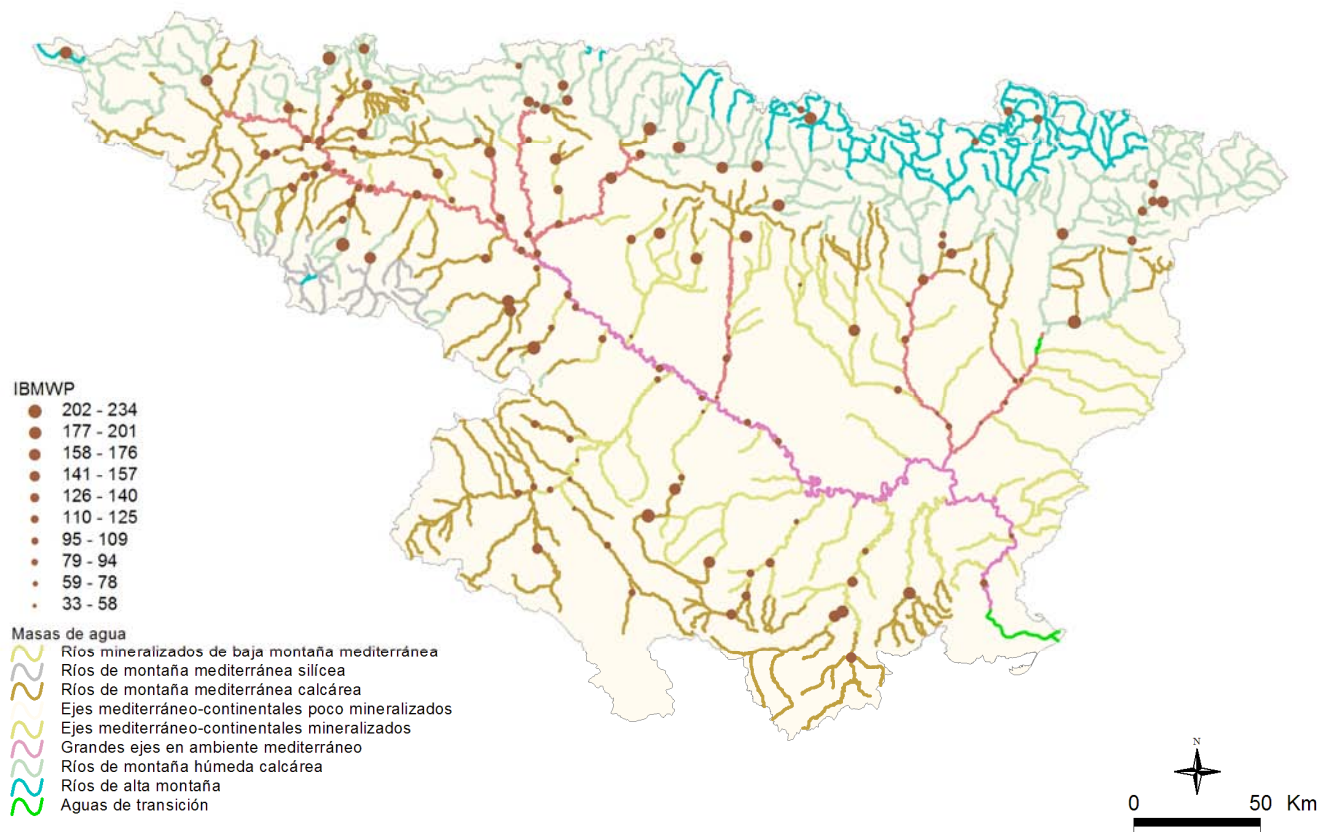 IBMWP
202 - 234
177 - 201
158 - 176
141 - 157
126 - 140
110 - 125
95 - 109
79 - 94
59 - 78
33 - 58
Masas de agua
Ríos mineralizados de baja montaña mediterránea
Ríos de montaña mediterránea silícea
Ríos de montaña mediterránea calcárea
Ejes mediterráneo-continentales poco mineralizados
Ejes mediterráneo-continentales mineralizados
Grandes ejes en ambiente mediterráneo
Ríos de montaña húmeda calcárea
Ríos de alta montaña
Aguas de transición
N
0 50 Km